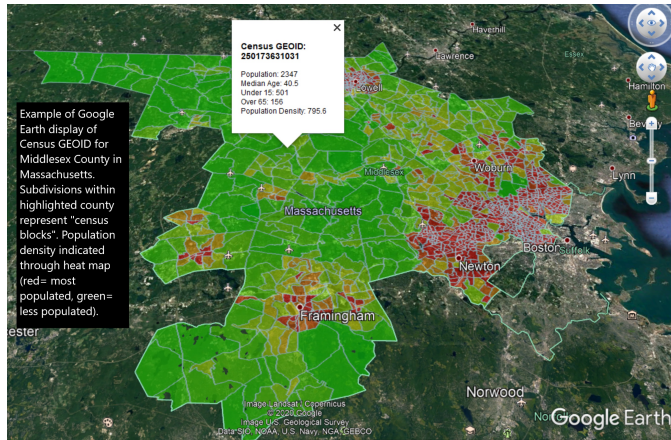 Census GEOID:
250173631031
Population: 2347
Median Age: 40.5
Under 15: 501
Over 65: 156
Population Density: 795.6
Example of Google
Earth display of
Census GEOID for
Middlesex County in
Massachusetts.
Subdivisions within
highlighted county
represent "census
blocks". Population
density indicated
through heat map
(red= most
populated, green=
less populated).
Haverhill
Lawrence
Essex
Lowell
Hamilton
Beverly
Woburn
Middlesex
Lynn
Massachusetts
Boston
Suffolk
Newton
Framingham
Norwood
Image Landsat / Copernicus
© 2020 Google
Image U.S. Geological Survey
Data SIO, NOAA, U.S. Navy, NGA, GEBCO
Google Earth